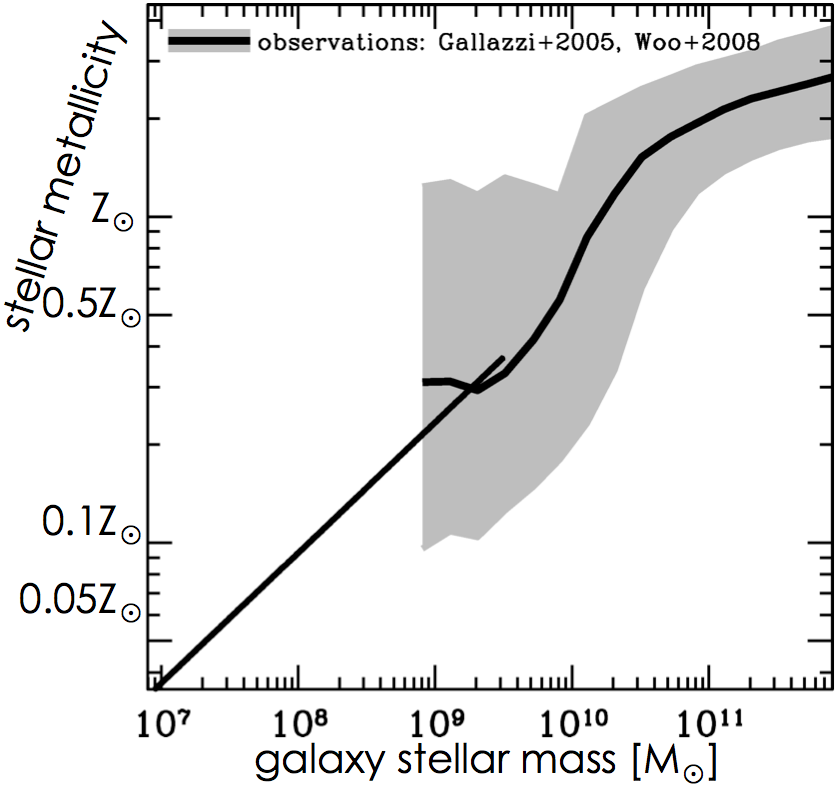 observations: Gallazzi+2005, Woo+2008
stellar metallicity
Z⊙
0.5Z⊙
0.1Z⊙
0.05Z⊙
10⁷ 10⁸ 10⁹ 10¹⁰ 10¹¹
galaxy stellar mass [M⊙]